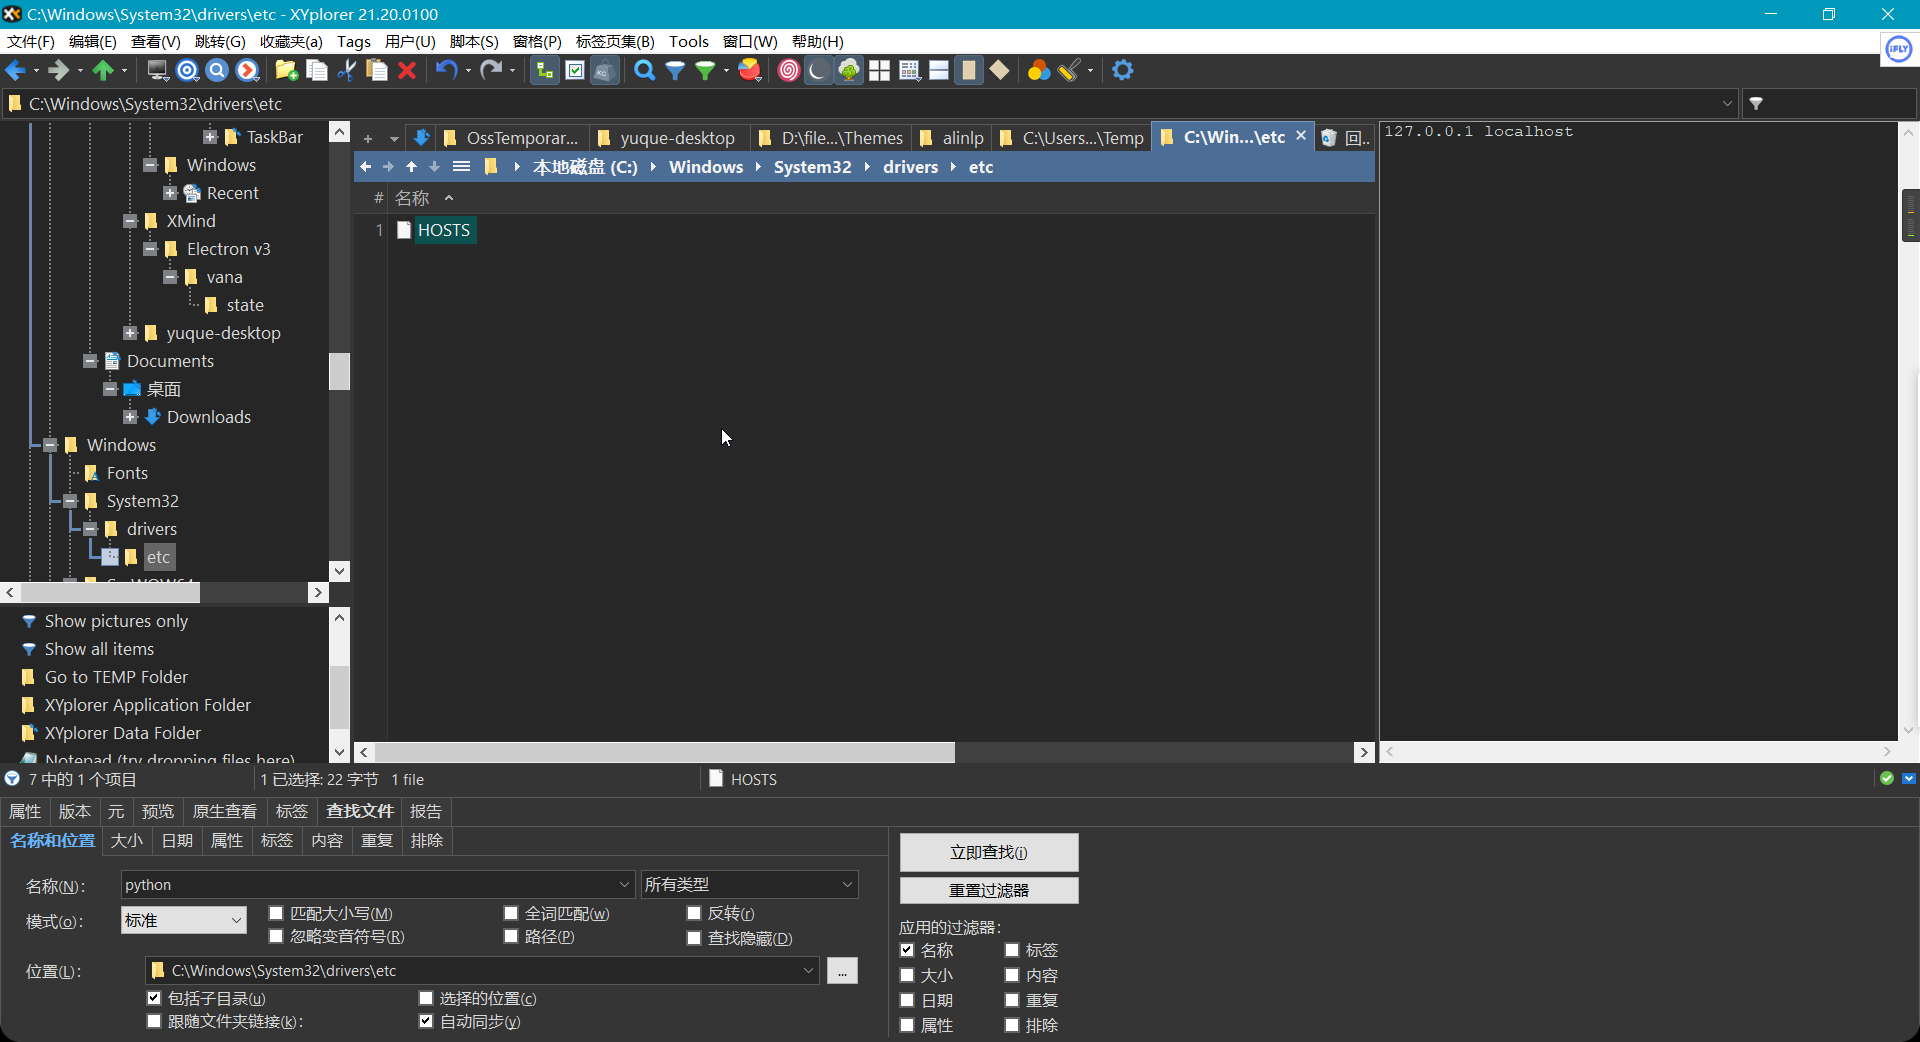 C:\Windows\System32\drivers\etc - XYplorer 21.20.0100
文件(F) 编辑(E) 查看(V) 跳转(G) 收藏夹(a) Tags 用户(U) 脚本(S) 窗格(P) 标签页集(B) Tools 窗口(W) 帮助(H)
iFLY
C:\Windows\System32\drivers\etc
TaskBar
Windows
Recent
XMind
Electron v3
vana
state
yuque-desktop
Documents
桌面
Downloads
Windows
Fonts
System32
drivers
etc
SysWOW64
Show pictures only
Show all items
Go to TEMP Folder
XYplorer Application Folder
XYplorer Data Folder
Notepad (try dropping files here)
OssTemporar... yuque-desktop D:\file...\Themes alinlp C:\Users...\Temp C:\Win...\etc 回..
本地磁盘 (C:) Windows System32 drivers etc
# 名称
1 HOSTS
127.0.0.1 localhost
7 中的 1 个项目 1 已选择: 22 字节 1 file HOSTS
属性 版本 元 预览 原生查看 标签 查找文件 报告
名称和位置 大小 日期 属性 标签 内容 重复 排除
名称(N): python 所有类型
模式(o): 标准 匹配大小写(M) 全词匹配(w) 反转(r)
忽略变音符号(R) 路径(P) 查找隐藏(D)
位置(L): C:\Windows\System32\drivers\etc ...
包括子目录(u) 选择的位置(c)
跟随文件夹链接(k): 自动同步(y)
立即查找(i)
重置过滤器
应用的过滤器:
名称 标签
大小 内容
日期 重复
属性 排除